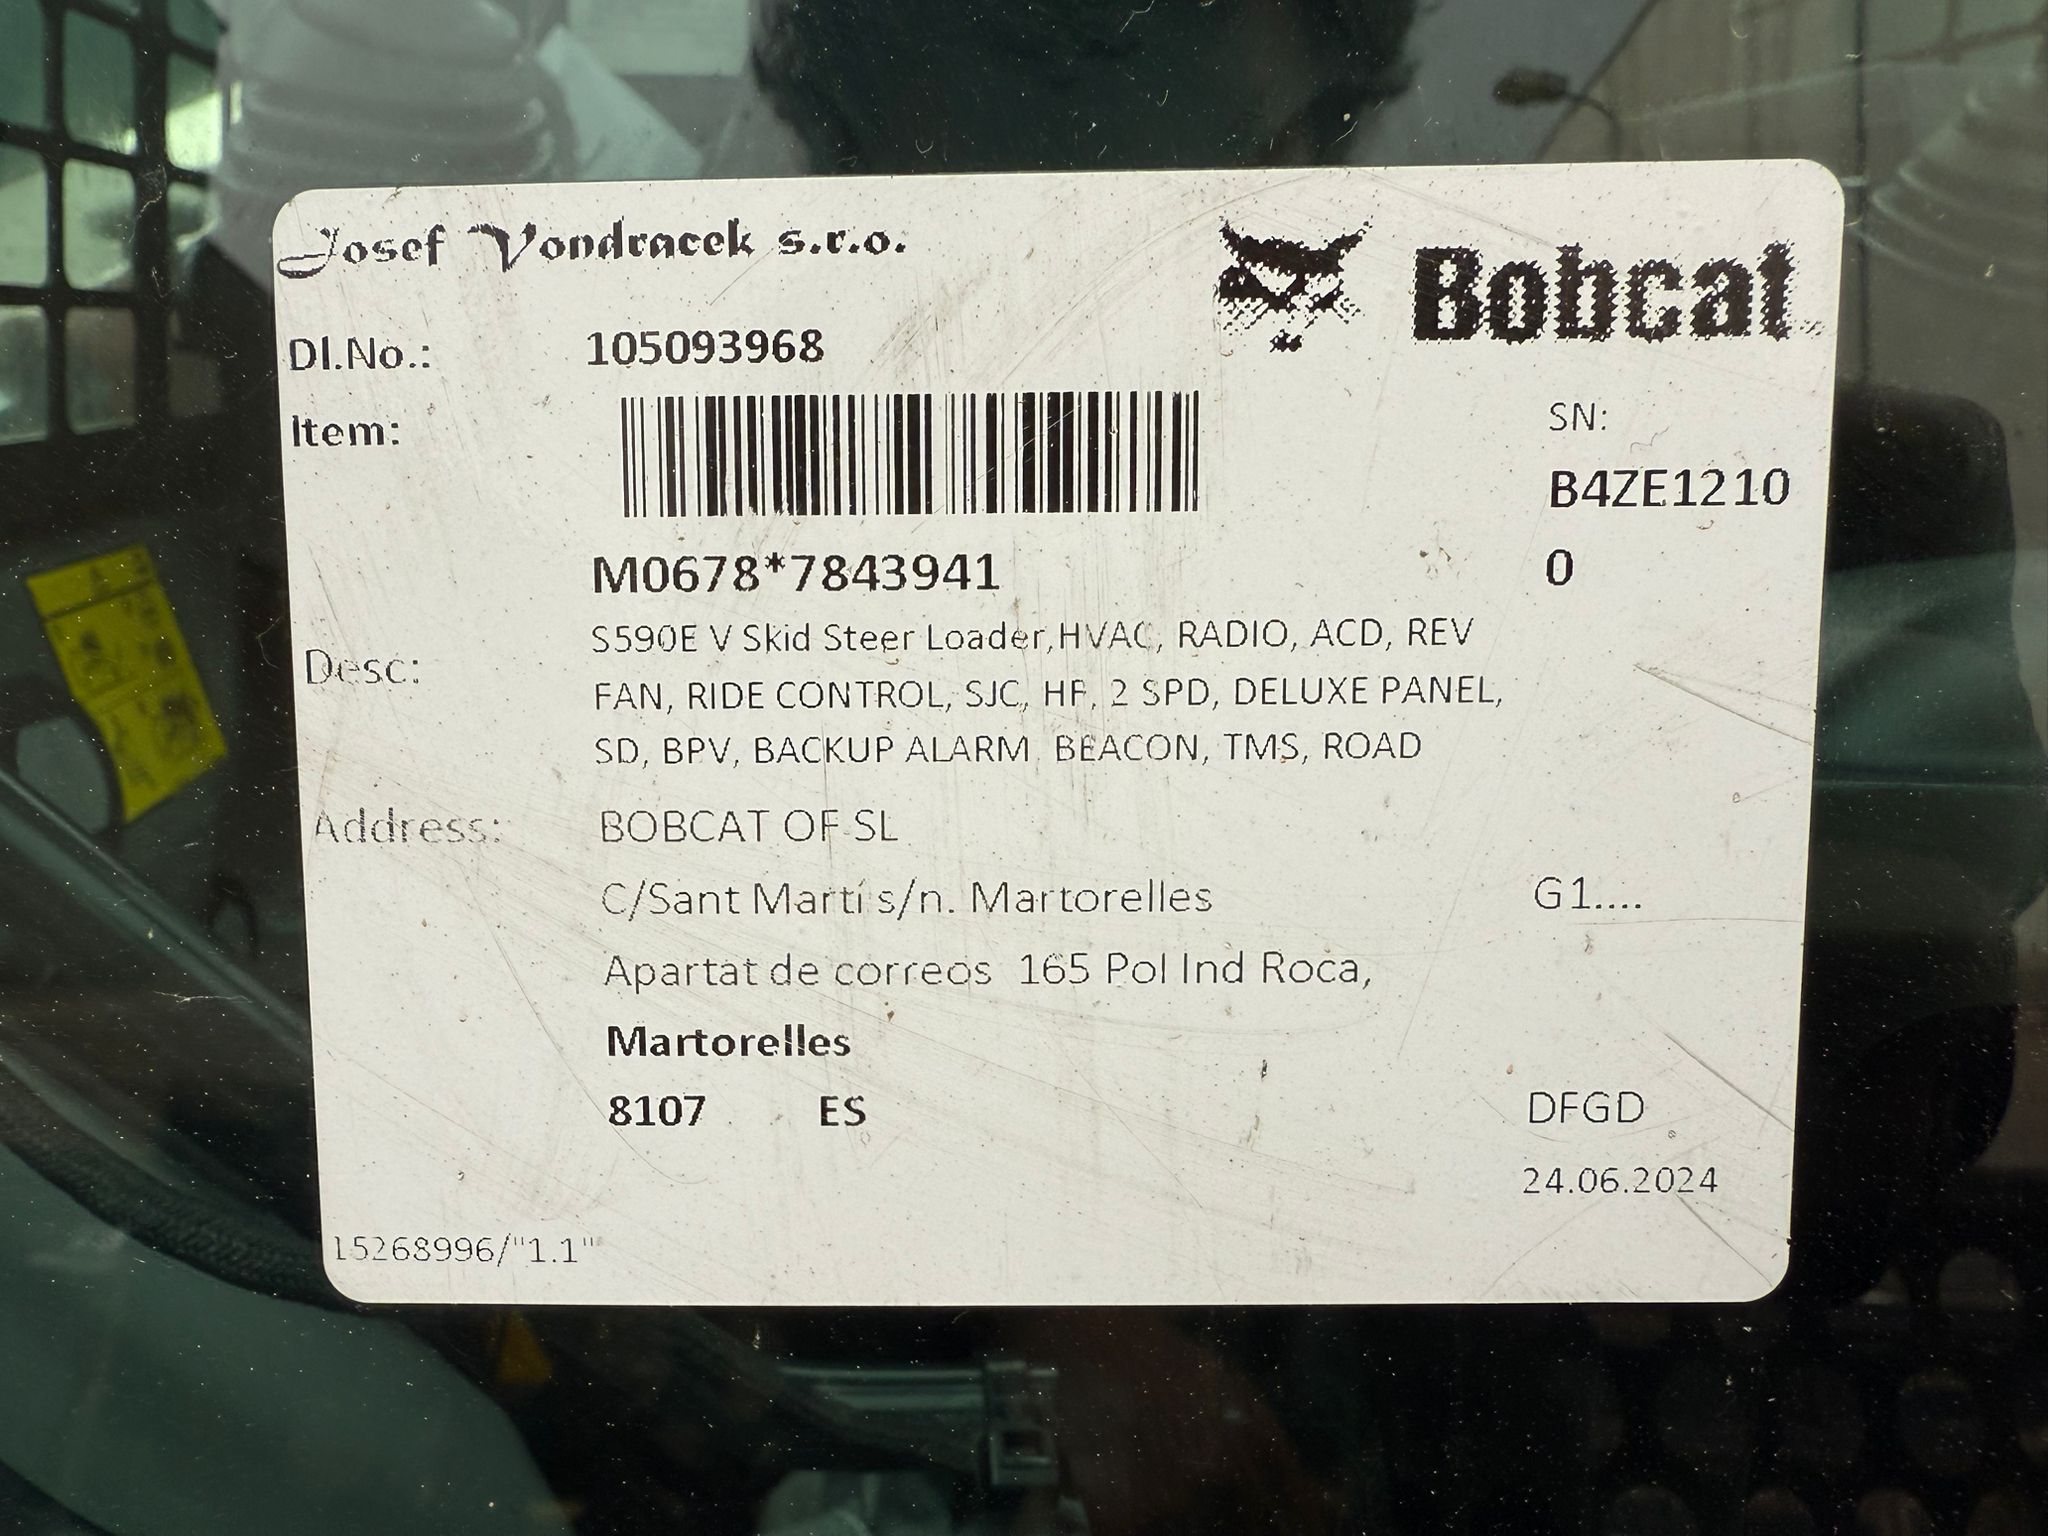 Josef Vondracek s.r.o.
Bobcat
Dl.No.: 105093968
Item:
SN:
B4ZE1210
0
M0678*7843941
Desc: S590E V Skid Steer Loader,HVAC, RADIO, ACD, REV
FAN, RIDE CONTROL, SJC, HF, 2 SPD, DELUXE PANEL,
SD, BPV, BACKUP ALARM, BEACON, TMS, ROAD
Address: BOBCAT OF SL
C/Sant Martí s/n. Martorelles G1....
Apartat de correos 165 Pol Ind Roca,
Martorelles
8107 ES DFGD
24.06.2024
15268996/"1.1"